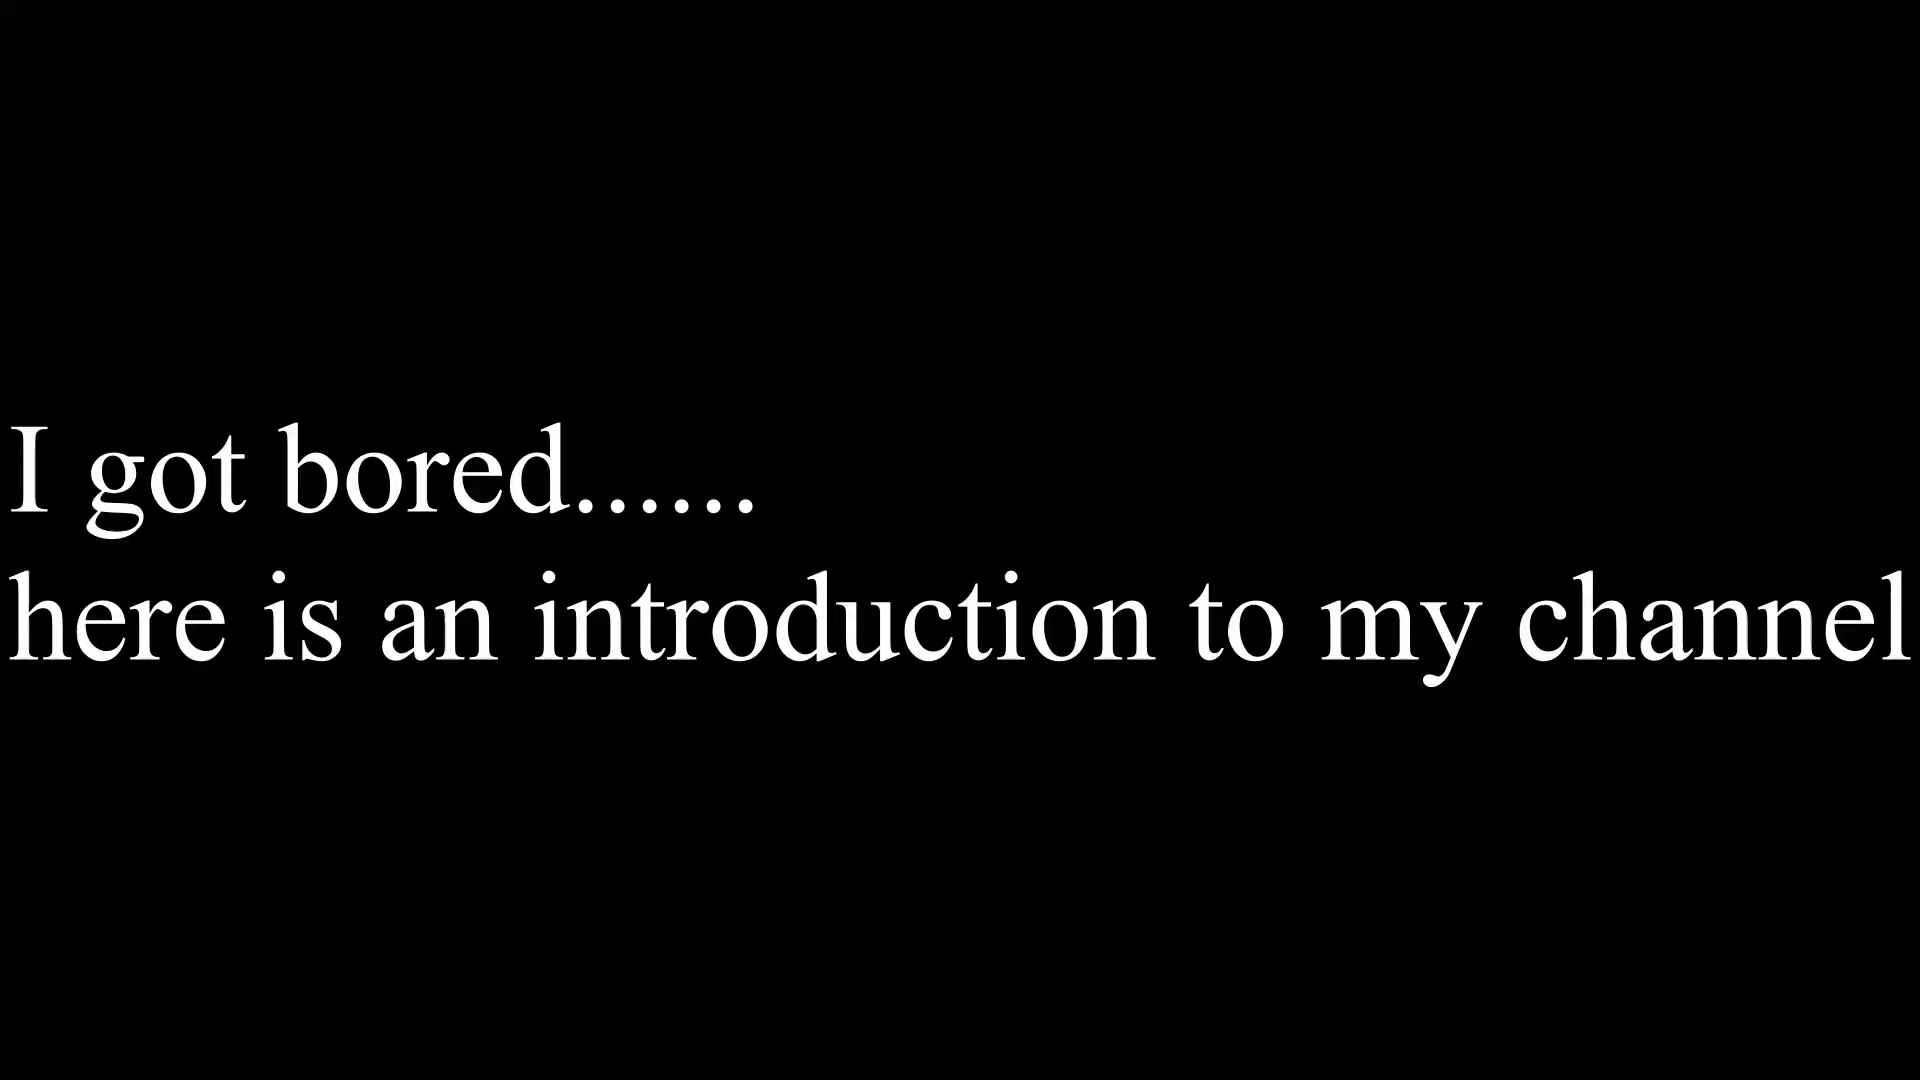 I got bored......
here is an introduction to my channel